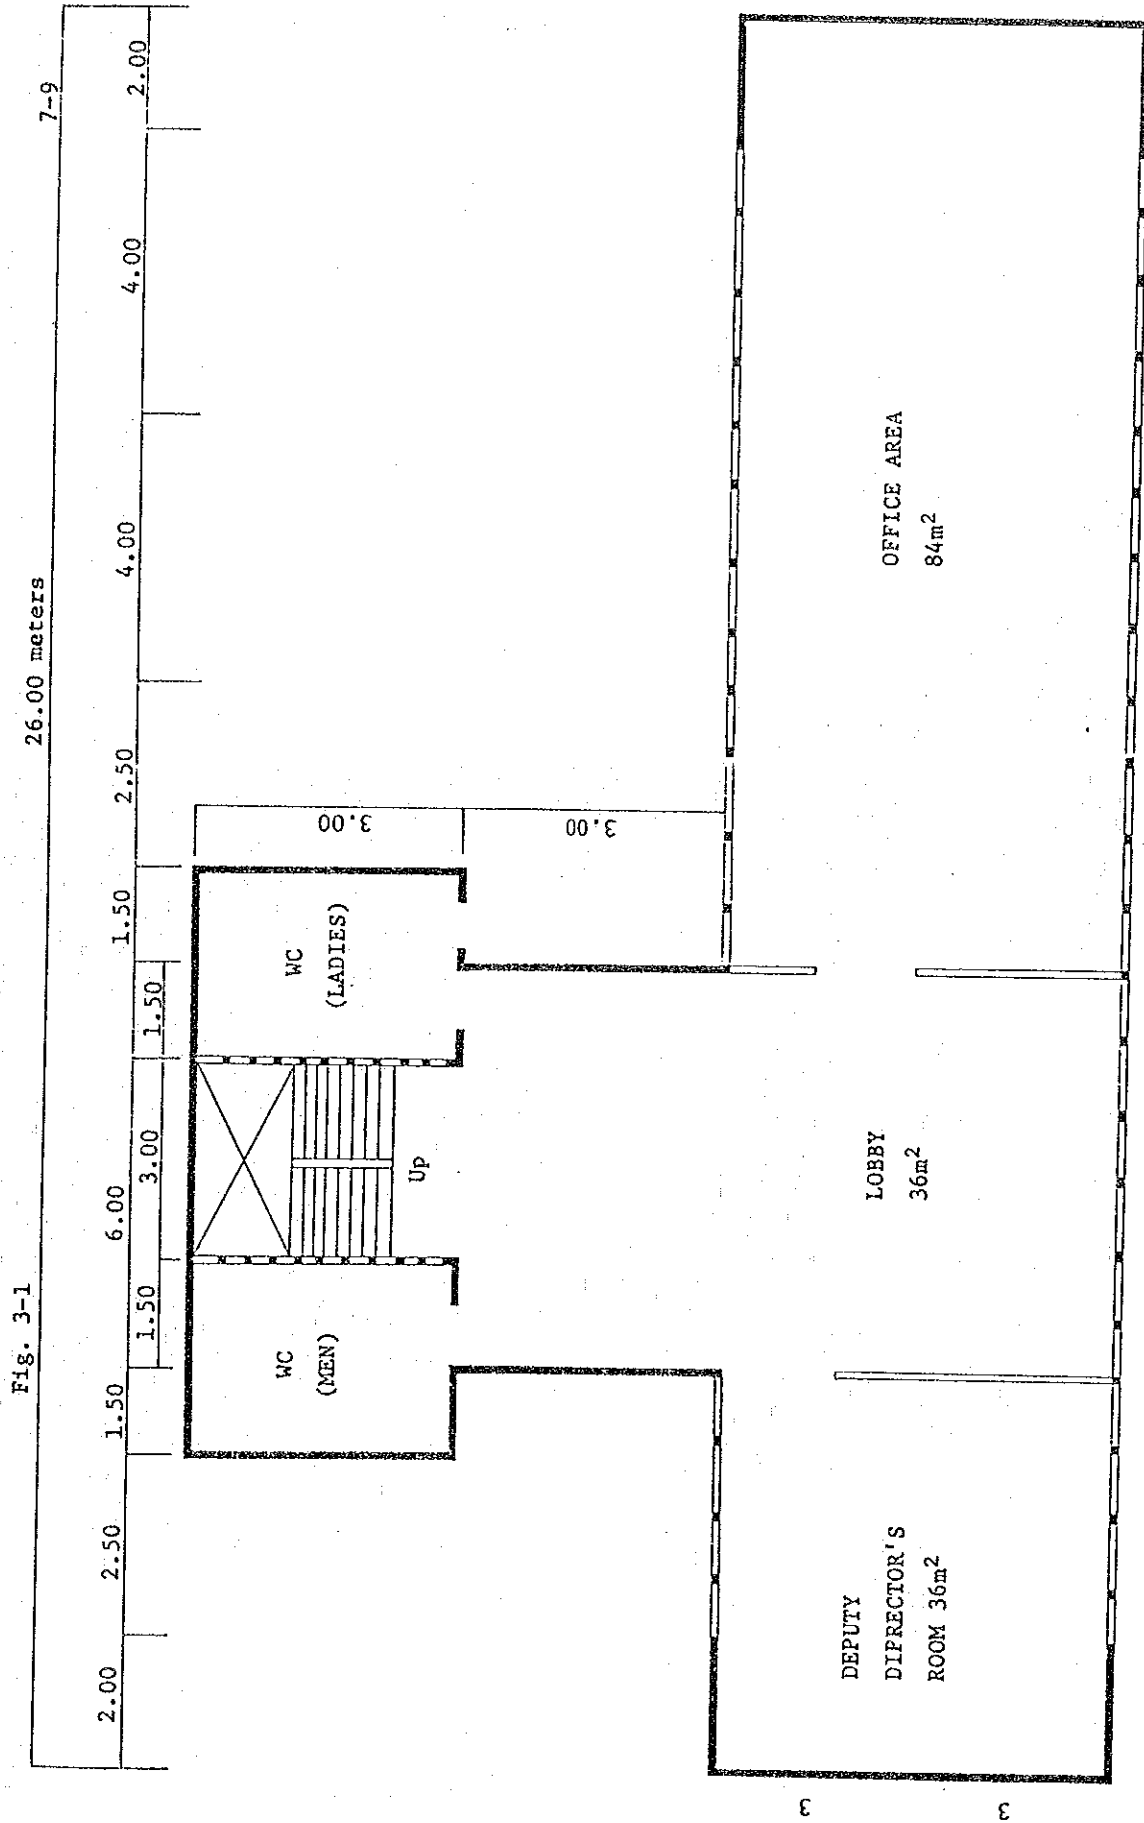 Fig. 3-1
7-9
26.00 meters
2.00
2.50
1.50
6.00
1.50
2.50
4.00
4.00
2.00
1.50
3.00
1.50
WC
(MEN)
Up
WC
(LADIES)
3.00
3.00
DEPUTY
DIPRECTOR'S
ROOM 36m²
LOBBY
36m²
OFFICE AREA
84m²
3
3